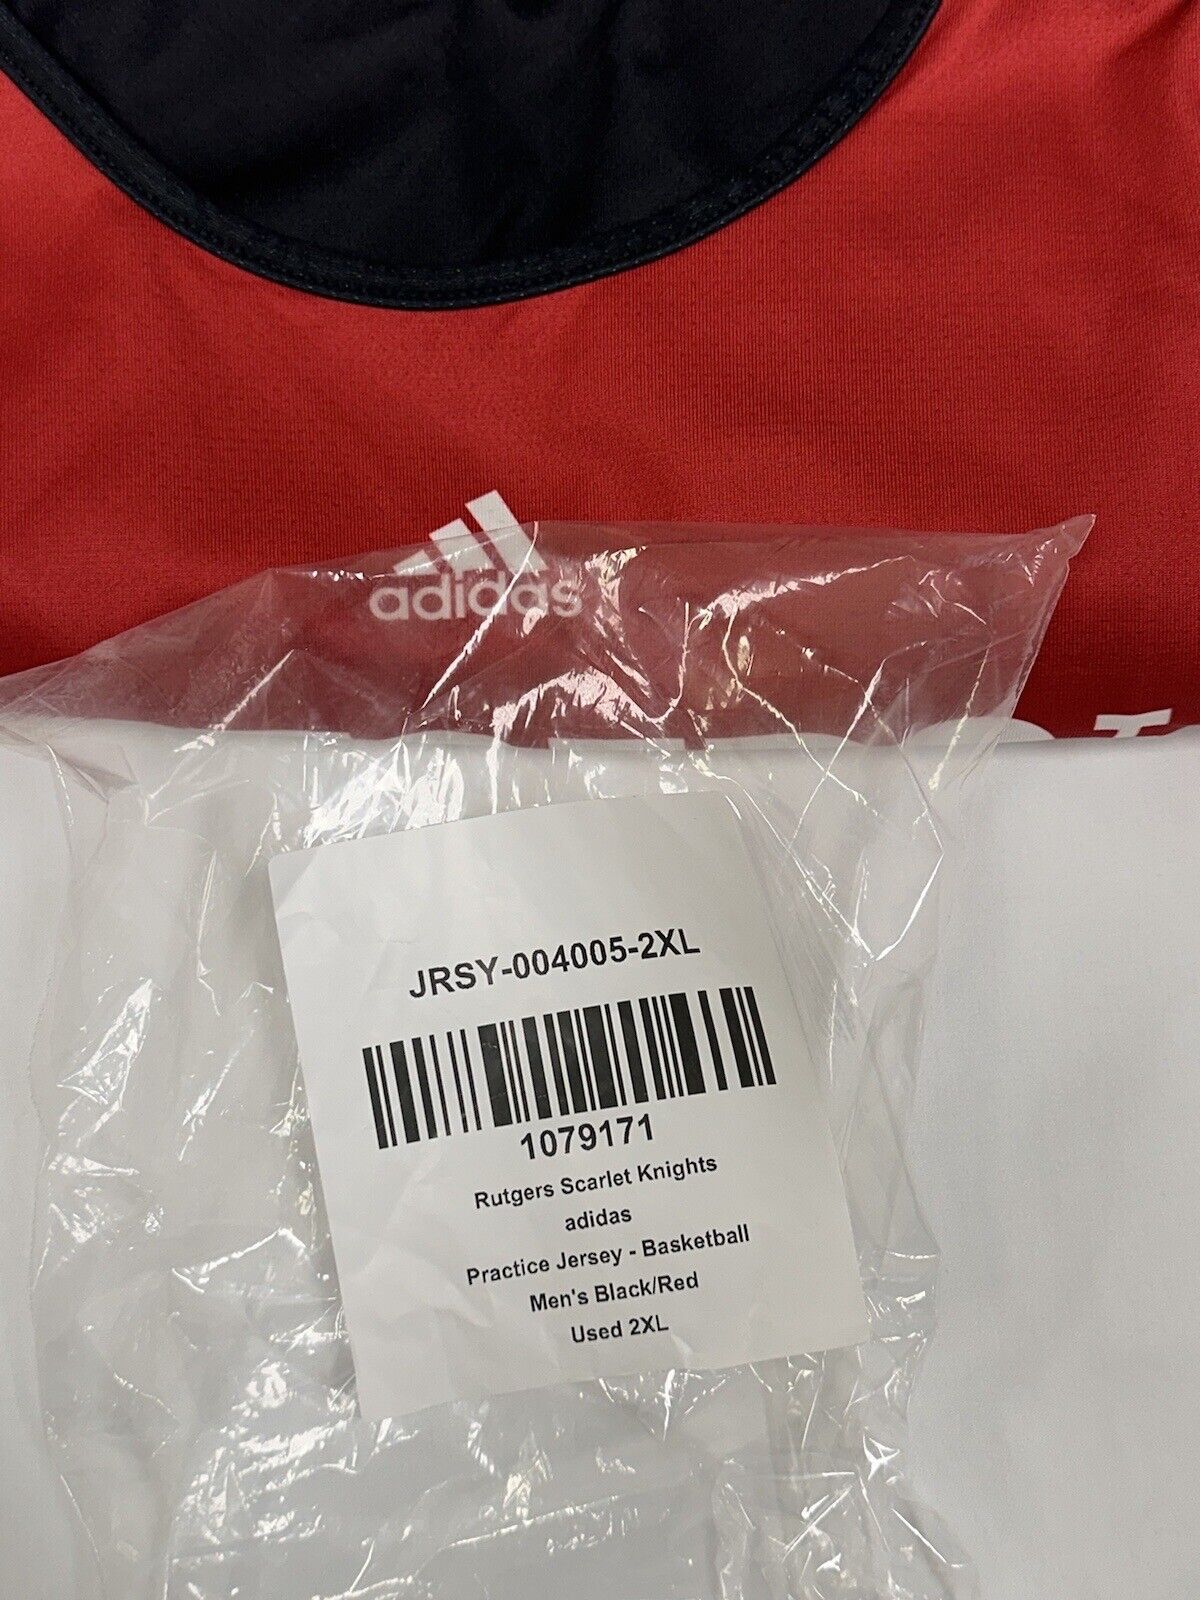 adidas
JRSY-004005-2XL
1079171
Rutgers Scarlet Knights
adidas
Practice Jersey - Basketball
Men's Black/Red
Used 2XL